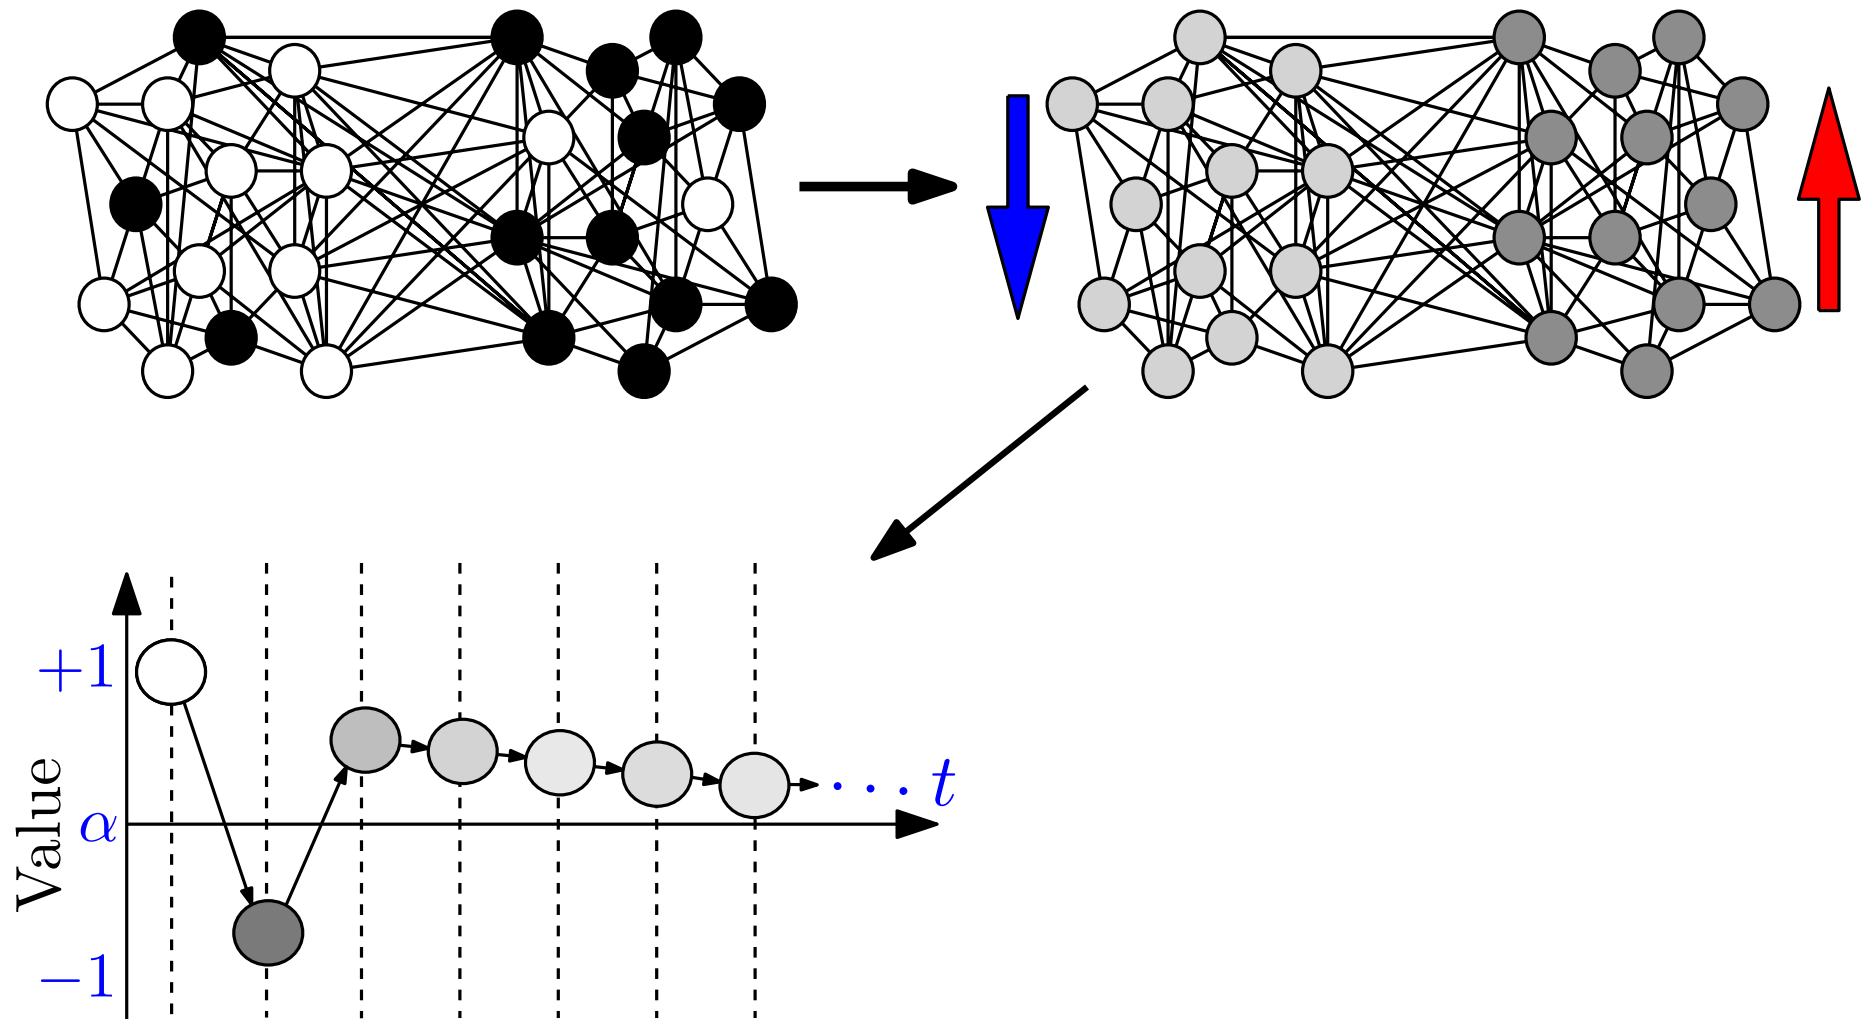 +1
Value
α
−1
· · · t